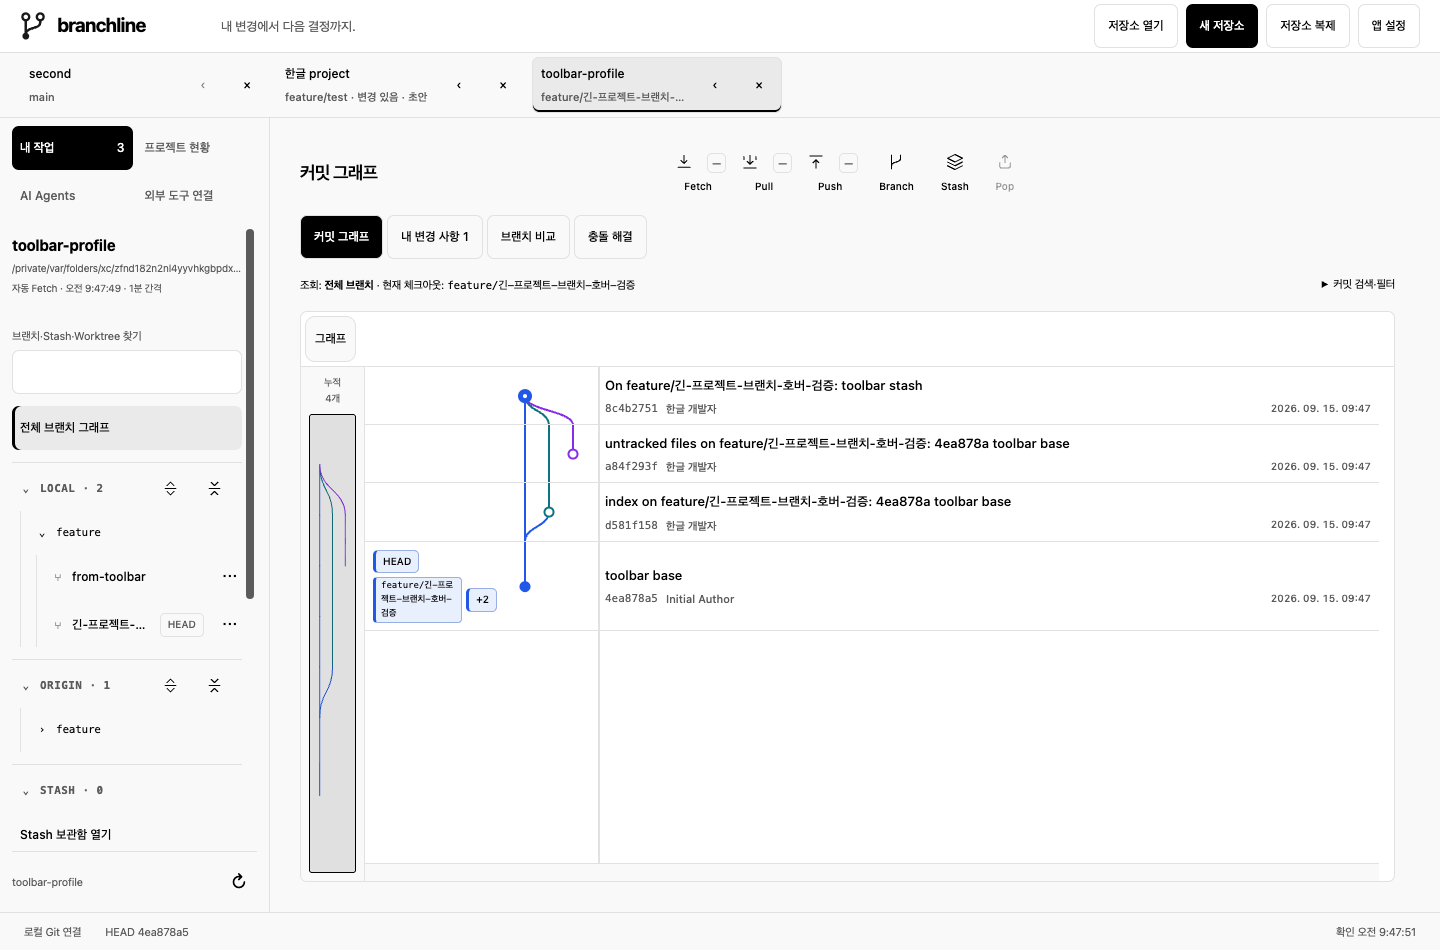 branchline
내 변경에서 다음 결정까지.
저장소 열기
새 저장소
저장소 복제
앱 설정
second
main
한글 project
feature/test · 변경 있음 · 초안
toolbar-profile
feature/긴-프로젝트-브랜치-...
내 작업 3
프로젝트 현황
AI Agents
외부 도구 연결
toolbar-profile
/private/var/folders/xc/zfnd182n2nl4yyvhkgbpdx...
자동 Fetch · 오전 9:47:49 · 1분 간격
브랜치·Stash·Worktree 찾기
전체 브랜치 그래프
LOCAL · 2
feature
from-toolbar
긴-프로젝트-... HEAD
ORIGIN · 1
feature
STASH · 0
Stash 보관함 열기
toolbar-profile
커밋 그래프
Fetch
Pull
Push
Branch
Stash
Pop
커밋 그래프
내 변경 사항 1
브랜치 비교
충돌 해결
조회: 전체 브랜치 · 현재 체크아웃: feature/긴-프로젝트-브랜치-호버-검증
▶ 커밋 검색·필터
그래프
누적
4개
On feature/긴-프로젝트-브랜치-호버-검증: toolbar stash
8c4b2751 한글 개발자 2026. 09. 15. 09:47
untracked files on feature/긴-프로젝트-브랜치-호버-검증: 4ea878a toolbar base
a84f293f 한글 개발자 2026. 09. 15. 09:47
index on feature/긴-프로젝트-브랜치-호버-검증: 4ea878a toolbar base
d581f158 한글 개발자 2026. 09. 15. 09:47
HEAD
feature/긴-프로
젝트-브랜치-호버-
검증
+2
toolbar base
4ea878a5 Initial Author 2026. 09. 15. 09:47
로컬 Git 연결
HEAD 4ea878a5
확인 오전 9:47:51